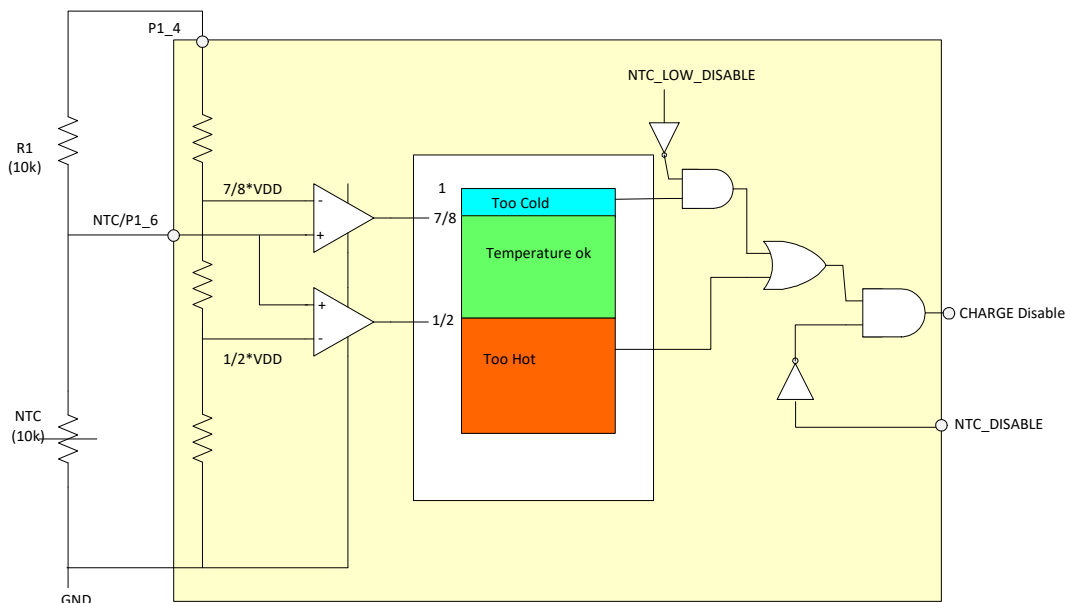 P1_4
NTC_LOW_DISABLE
R1
(10k)
7/8*VDD
-
+
1
Too Cold
7/8
NTC/P1_6
Temperature ok
+
-
1/2
1/2*VDD
Too Hot
CHARGE Disable
NTC
(10k)
NTC_DISABLE
GND